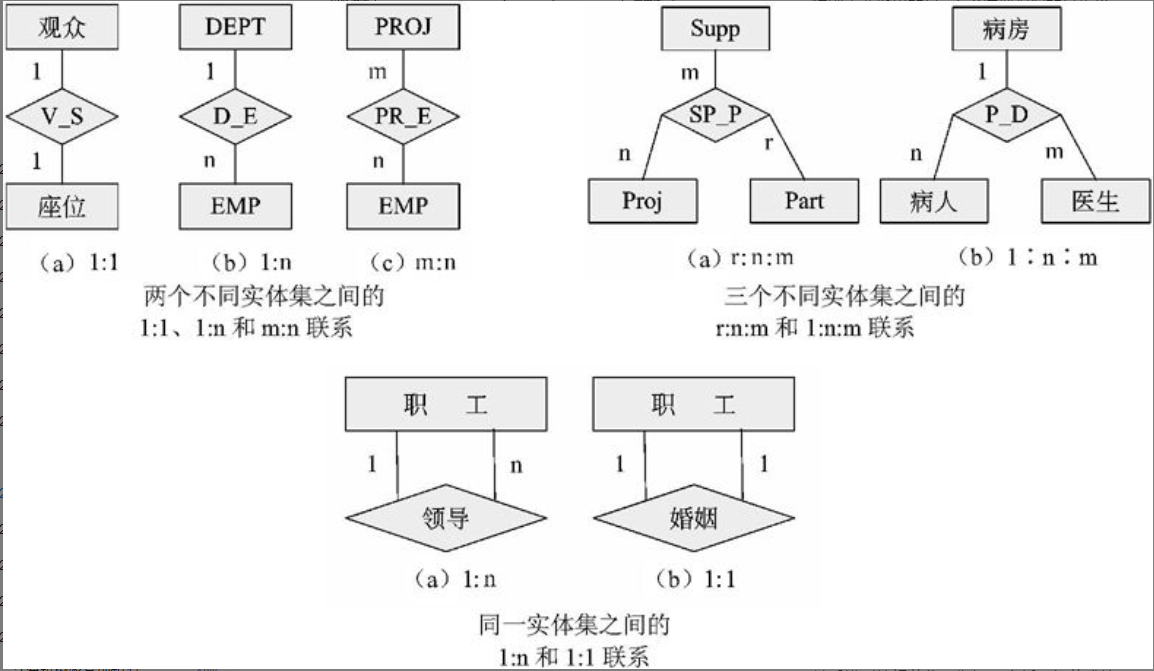 观众
1
V_S
1
座位
(a) 1:1
DEPT
1
D_E
n
EMP
(b) 1:n
PROJ
m
PR_E
n
EMP
(c) m:n
两个不同实体集之间的
1:1、1:n 和 m:n 联系
Supp
m
SP_P
n
r
Proj
Part
(a) r:n:m
病房
1
P_D
n
m
病人
医生
(b) 1:n:m
三个不同实体集之间的
r:n:m 和 1:n:m 联系
职 工
1
n
领导
(a) 1:n
职 工
1
1
婚姻
(b) 1:1
同一实体集之间的
1:n 和 1:1 联系